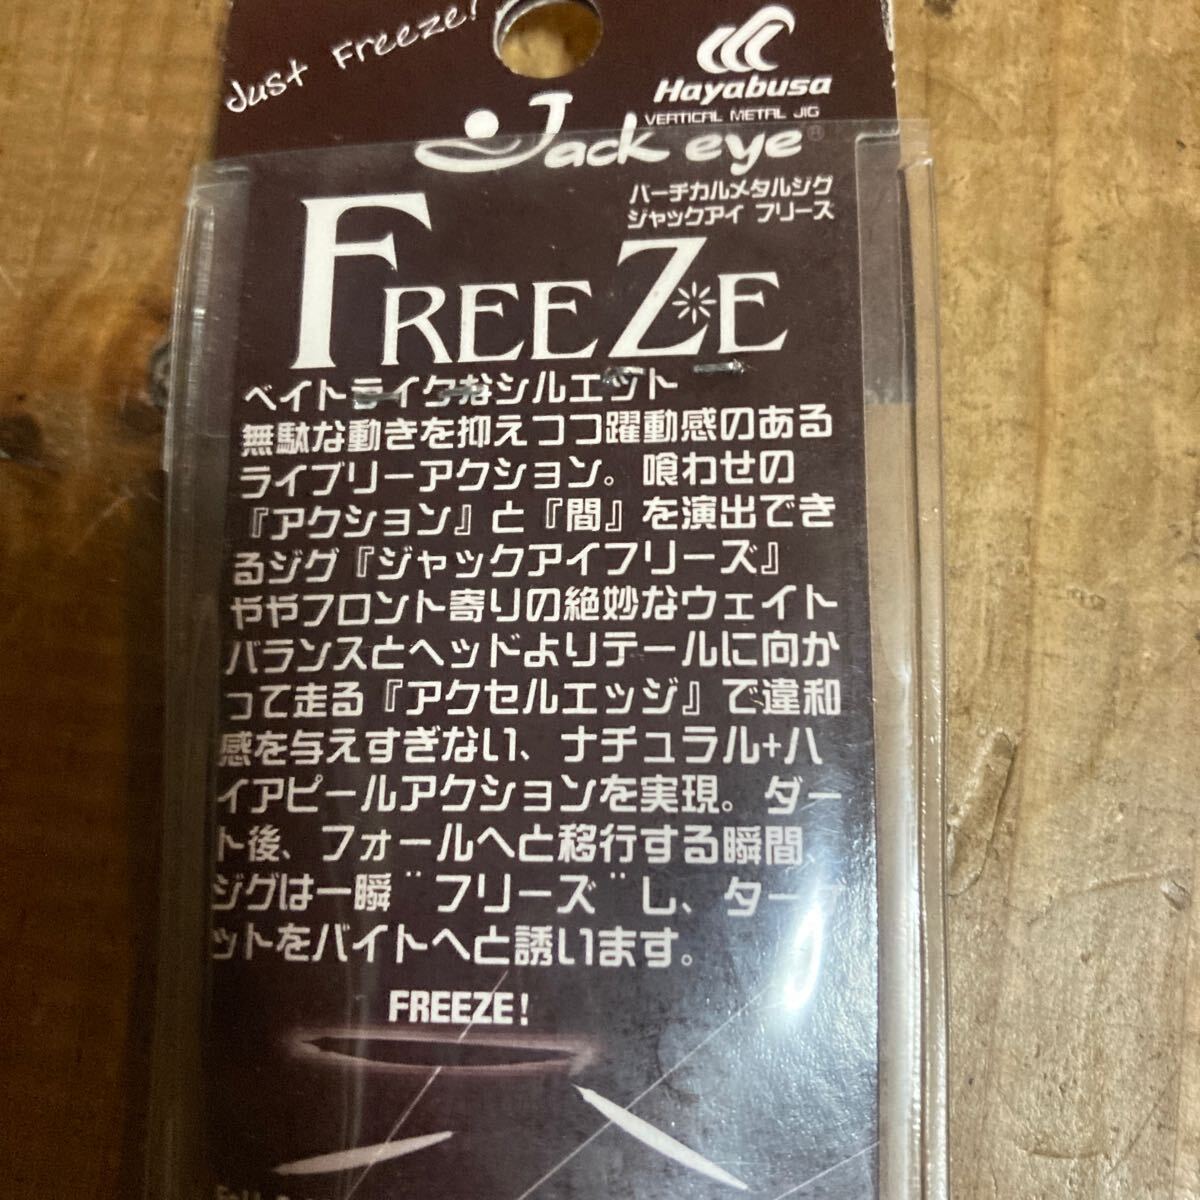 Just Freeze!
Hayabusa
VERTICAL METAL JIG
Jack eye®
バーチカルメタルジグ
ジャックアイ フリーズ
FREEZE
ベイトライクなシルエット
無駄な動きを抑えつつ躍動感のある
ライブリーアクション。喰わせの
『アクション』と『間』を演出でき
るジグ『ジャックアイフリーズ』
ややフロント寄りの絶妙なウェイト
バランスとヘッドよりテールに向か
って走る『アクセルエッジ』で違和
感を与えすぎない、ナチュラル+ハ
イアピールアクションを実現。ダー
ト後、フォールへと移行する瞬間、
ジグは一瞬¨フリーズ¨し、ターゲ
ットをバイトへと誘います。
FREEZE!